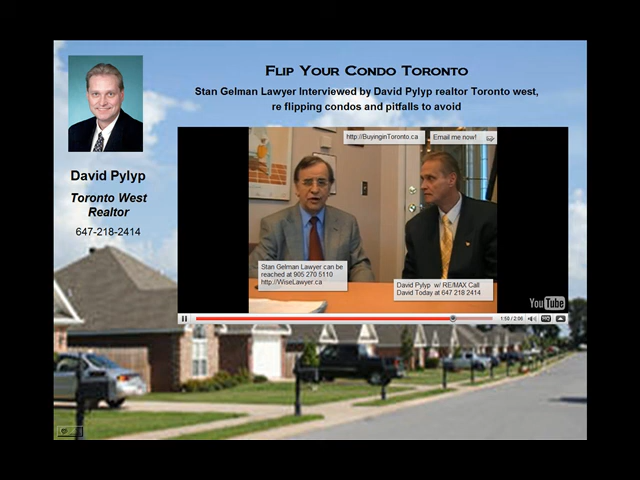 Flip Your Condo Toronto
Stan Gelman Lawyer Interviewed by David Pylyp realtor Toronto west,
re flipping condos and pitfalls to avoid
David Pylyp
Toronto West
Realtor
647-218-2414
http://BuyinginToronto.ca
Email me now!
Stan Gelman Lawyer can be
reached at 905 270 5110
http://WiseLawyer.ca
David Pylyp w/ RE/MAX Call
David Today at 647 218 2414
YouTube
1:59 / 2:06
HQ